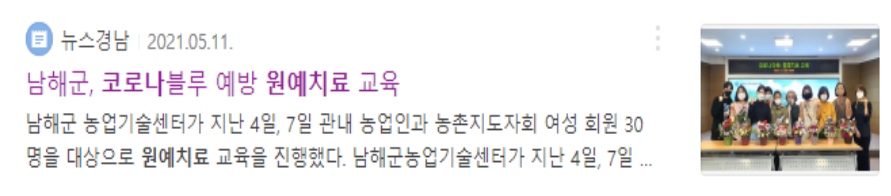 뉴스경남 2021.05.11.
남해군, 코로나블루 예방 원예치료 교육
남해군 농업기술센터가 지난 4일, 7일 관내 농업인과 농촌지도자회 여성 회원 30
명을 대상으로 원예치료 교육을 진행했다. 남해군농업기술센터가 지난 4일, 7일 ...